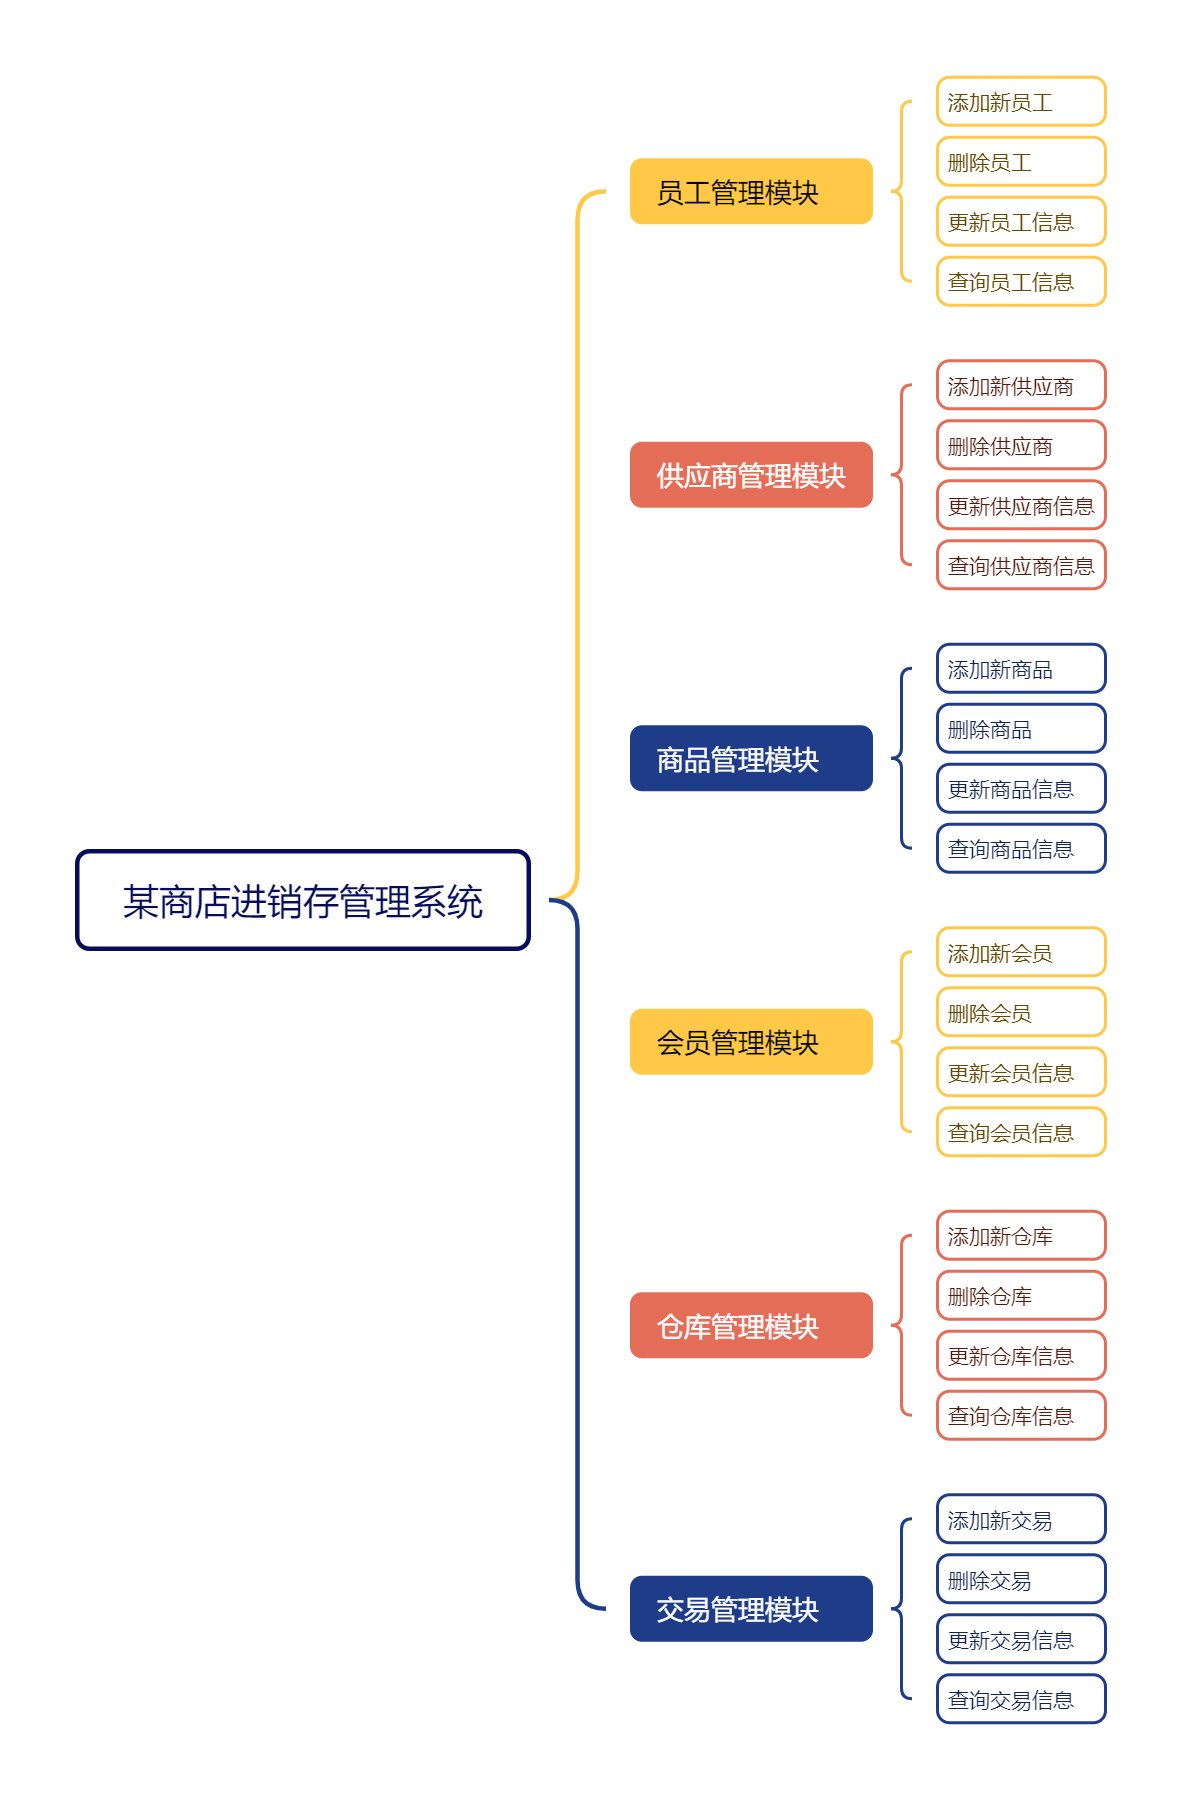 某商店进销存管理系统
员工管理模块
添加新员工
删除员工
更新员工信息
查询员工信息
供应商管理模块
添加新供应商
删除供应商
更新供应商信息
查询供应商信息
商品管理模块
添加新商品
删除商品
更新商品信息
查询商品信息
会员管理模块
添加新会员
删除会员
更新会员信息
查询会员信息
仓库管理模块
添加新仓库
删除仓库
更新仓库信息
查询仓库信息
交易管理模块
添加新交易
删除交易
更新交易信息
查询交易信息